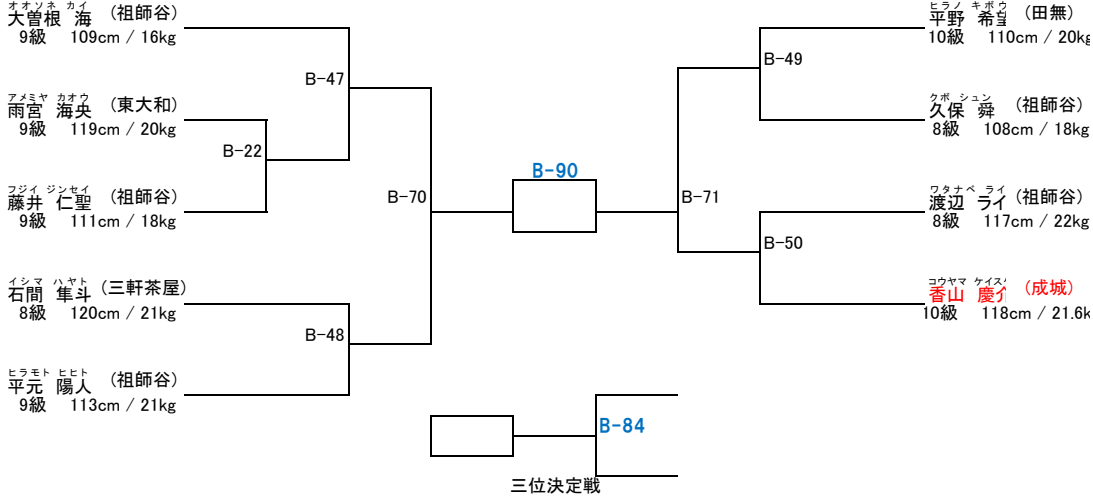 オオソネ カイ
大曽根 海 (祖師谷)
9級 109cm / 16kg
B-47
アメミヤ カオウ
雨宮 海央 (東大和)
9級 119cm / 20kg
B-22
フジイ ジンセイ
藤井 仁聖 (祖師谷)
9級 111cm / 18kg
B-70
イシマ ハヤト
石間 隼斗 (三軒茶屋)
8級 120cm / 21kg
B-48
ヒラモト ヒヒト
平元 陽人 (祖師谷)
9級 113cm / 21kg
B-90
ヒラノ キボウ
平野 希望 (田無)
10級 110cm / 20kg
B-49
クボ シュン
久保 舜 (祖師谷)
8級 108cm / 18kg
B-71
ワタナベ ライ
渡辺 ライ (祖師谷)
8級 117cm / 22kg
B-50
コウヤマ ケイス
香山 慶介 (成城)
10級 118cm / 21.6k
B-84
三位決定戦